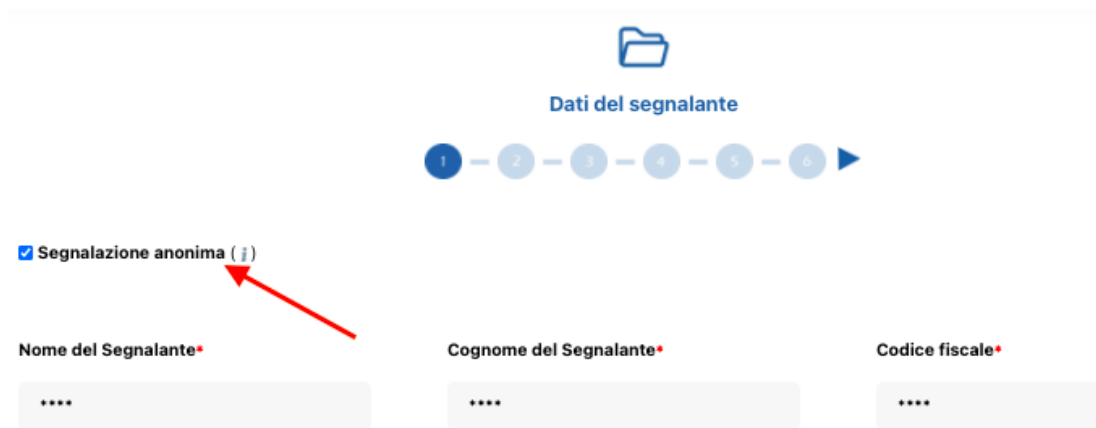 Dati del segnalante
1 2 3 4 5 6
Segnalazione anonima (i)
Nome del Segnalante* Cognome del Segnalante* Codice fiscale*
**** **** ****